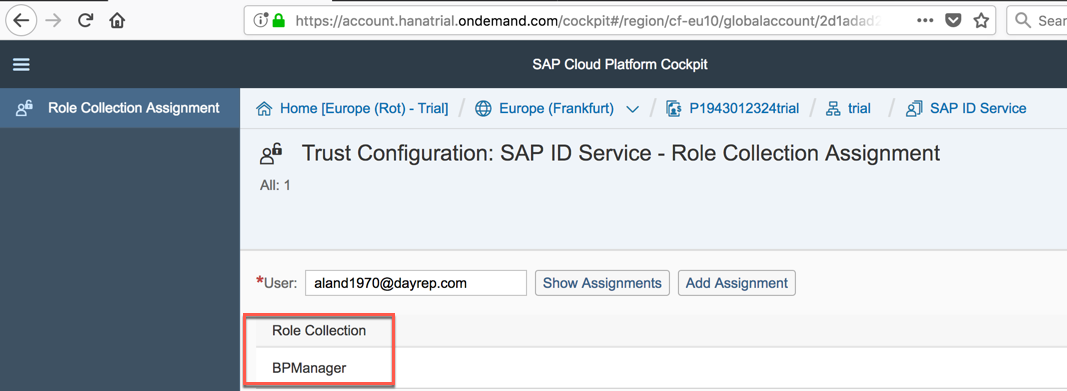 https://account.hanatrial.ondemand.com/cockpit#/region/cf-eu10/globalaccount/2d1adad
Sear
SAP Cloud Platform Cockpit
Role Collection Assignment
Home [Europe (Rot) - Trial] / Europe (Frankfurt) / P1943012324trial / trial / SAP ID Service
Trust Configuration: SAP ID Service - Role Collection Assignment
All: 1
*User: aland1970@dayrep.com Show Assignments Add Assignment
Role Collection
BPManager